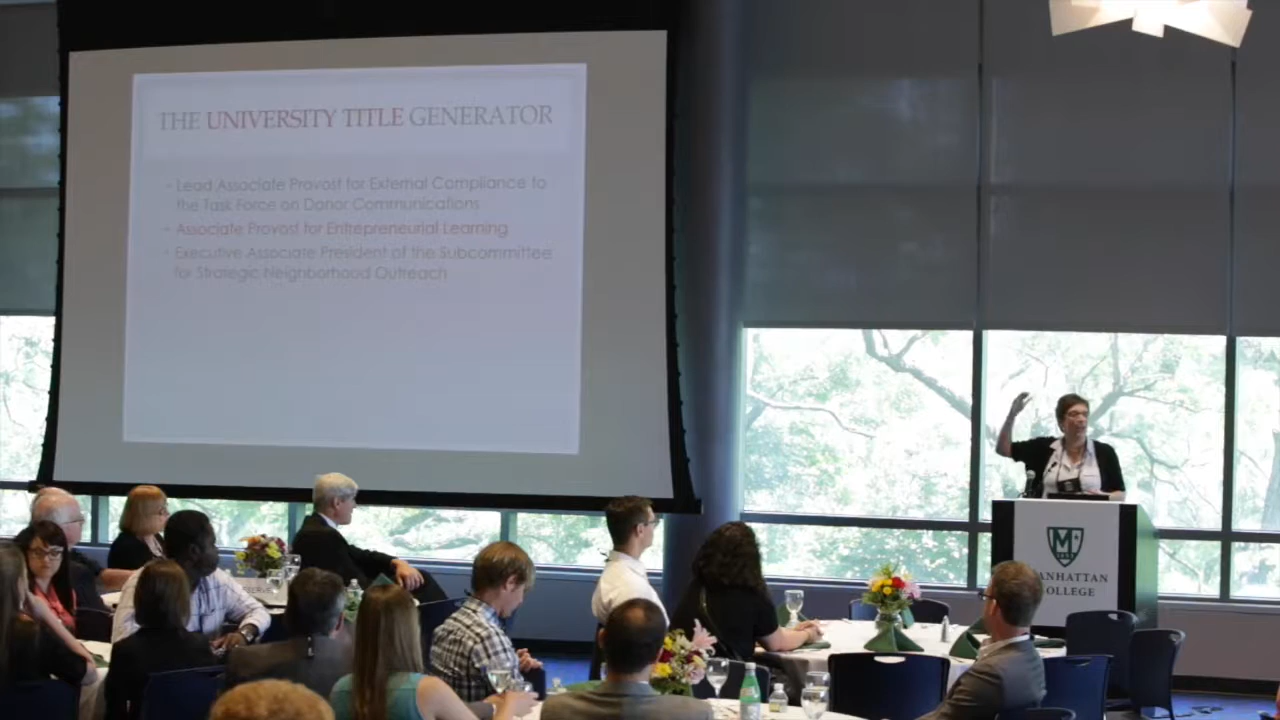 THE UNIVERSITY TITLE GENERATOR
Lead Associate Provost for External Compliance to
the Task Force on Donor Communications
Associate Provost for Entrepreneurial Learning
Executive Associate President of the Subcommittee
for Strategic Neighborhood Outreach
M
MANHATTAN
COLLEGE